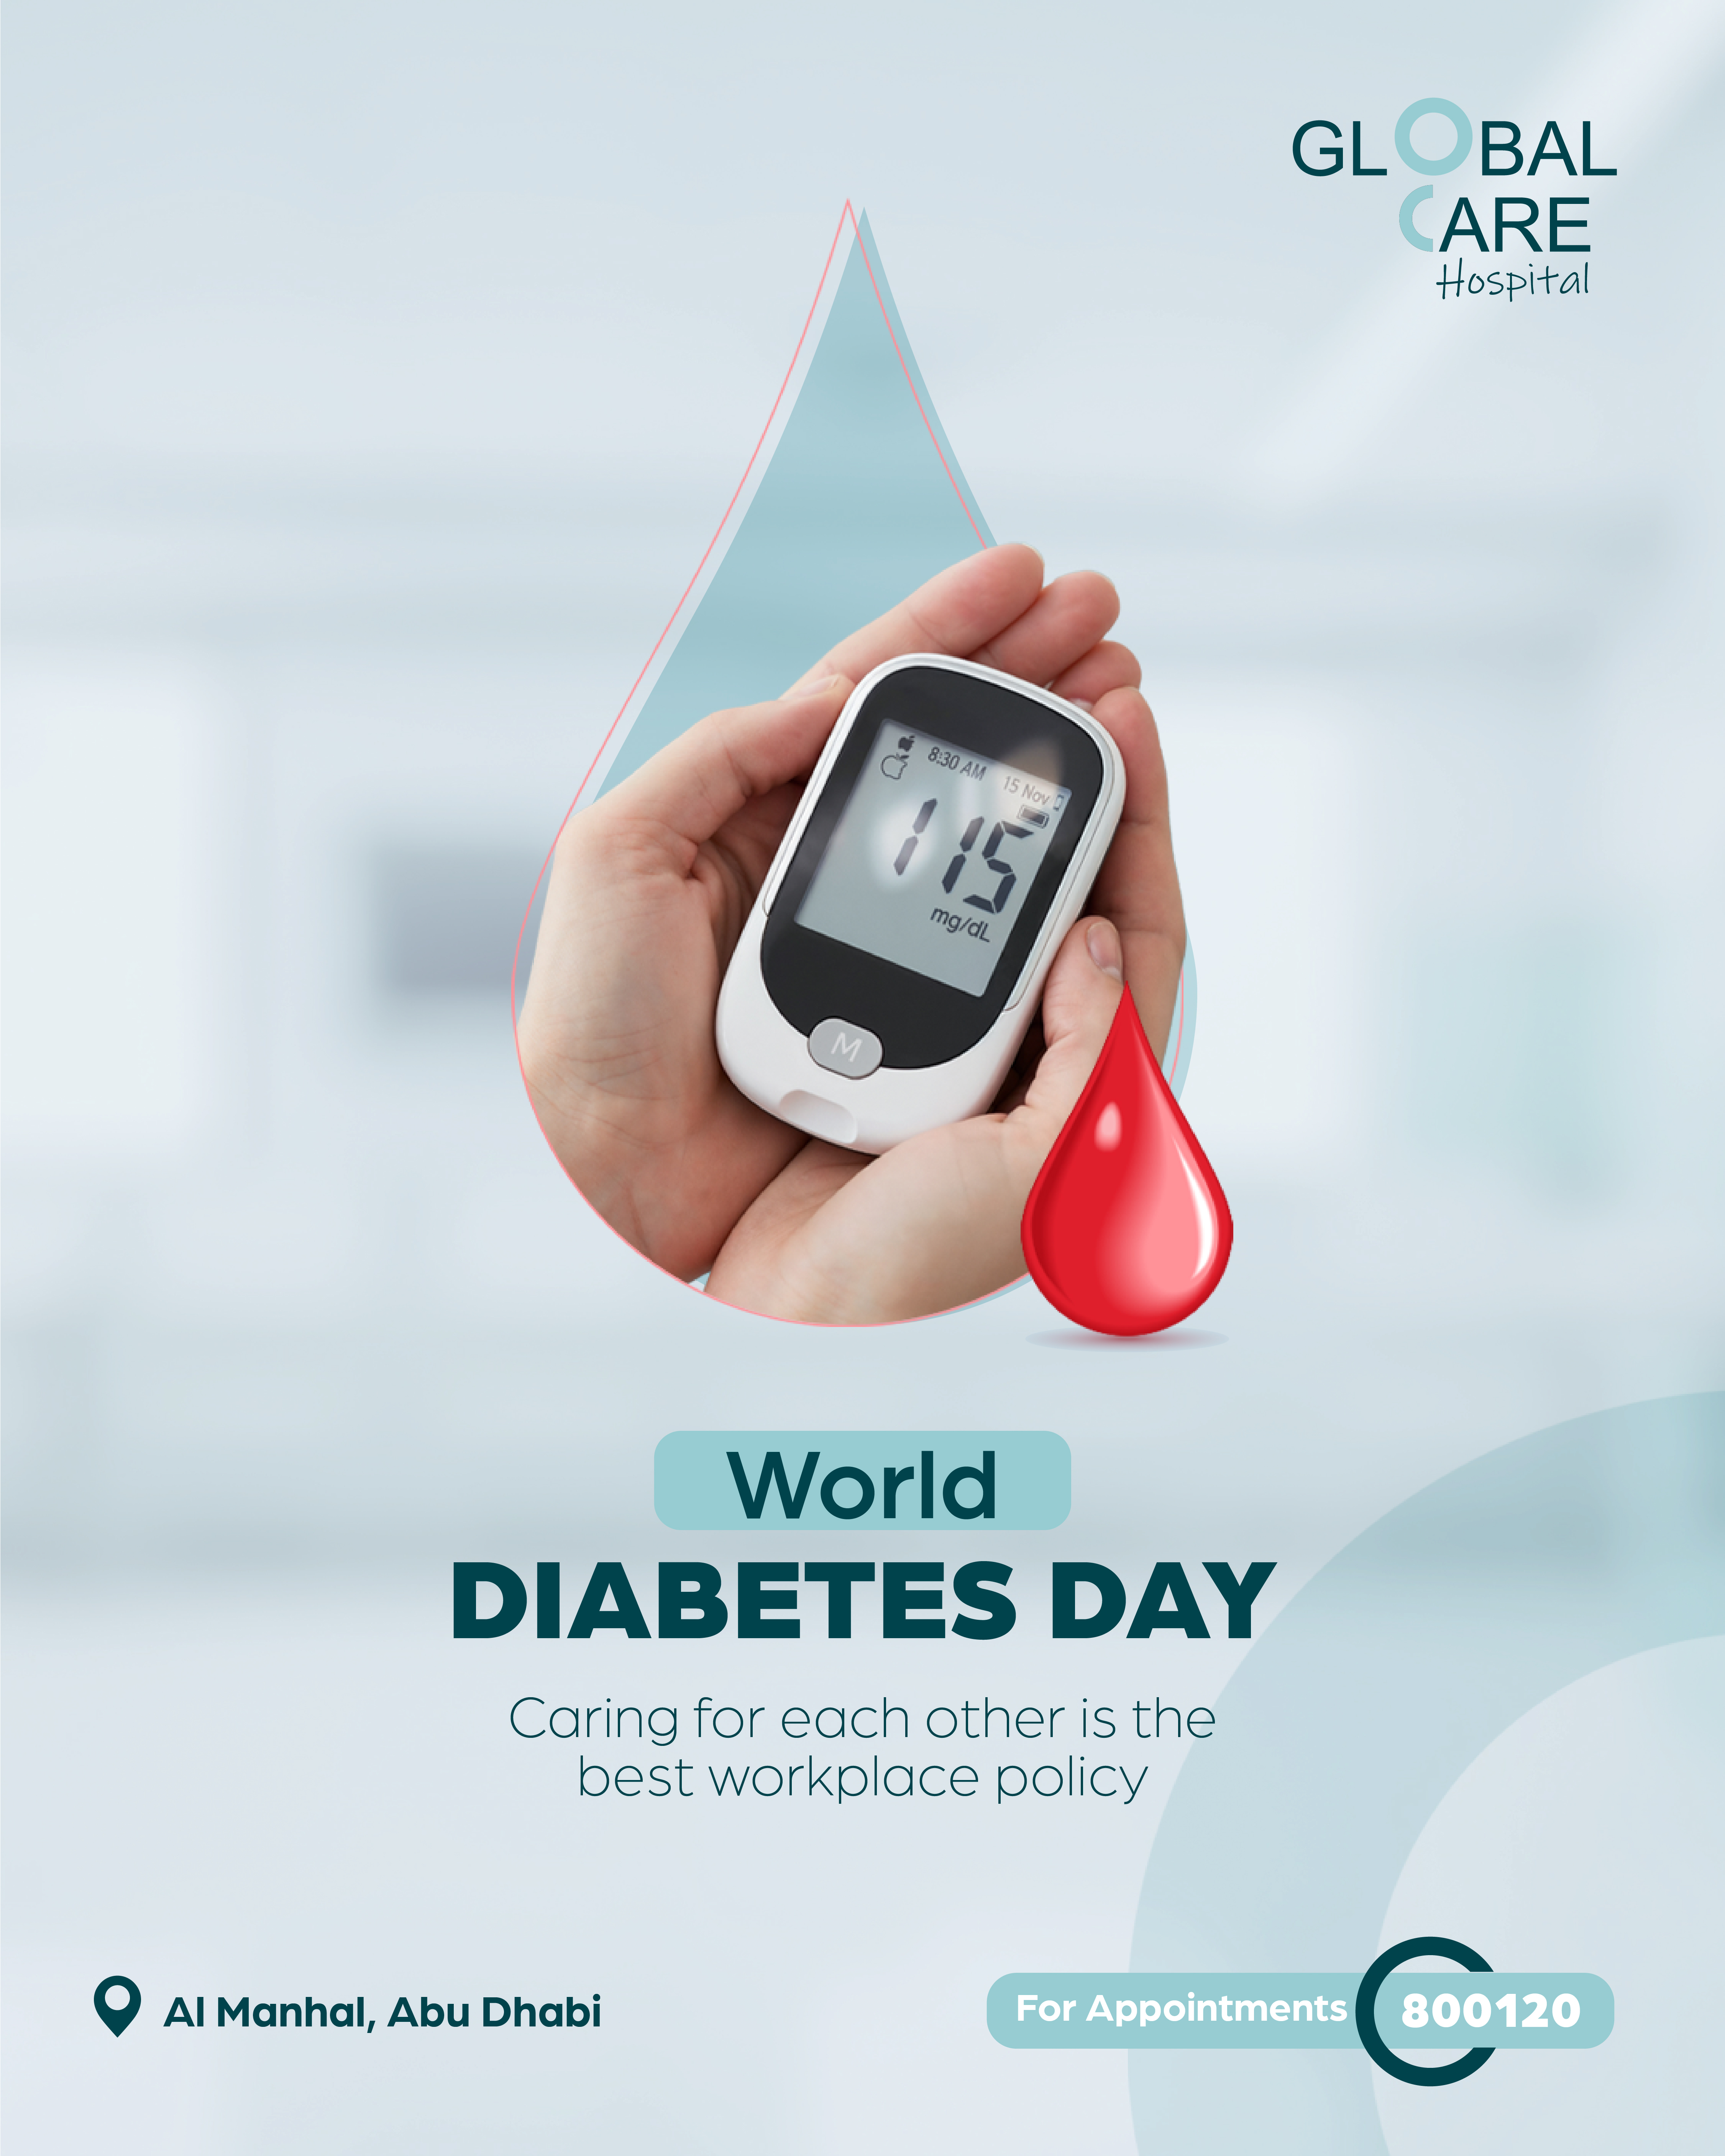 GLOBAL
CARE
Hospital
8:30 AM 15 Nov
115
mg/dL
M
World
DIABETES DAY
Caring for each other is the
best workplace policy
Al Manhal, Abu Dhabi
For Appointments 800120